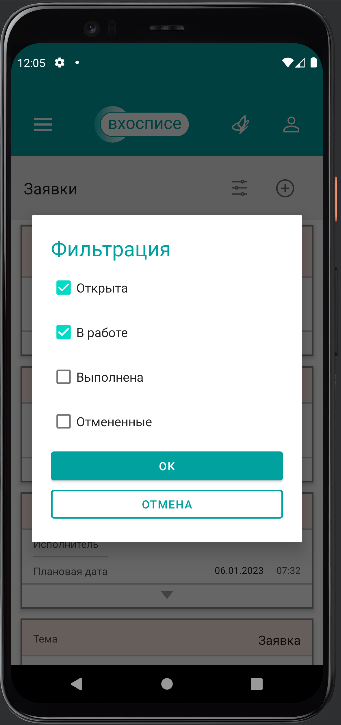 12:05
вхосписе
Заявки
Фильтрация
Открыта
В работе
Выполнена
Отмененные
ОК
ОТМЕНА
Исполнитель
Плановая дата 06.01.2023 07:32
Тема Заявка